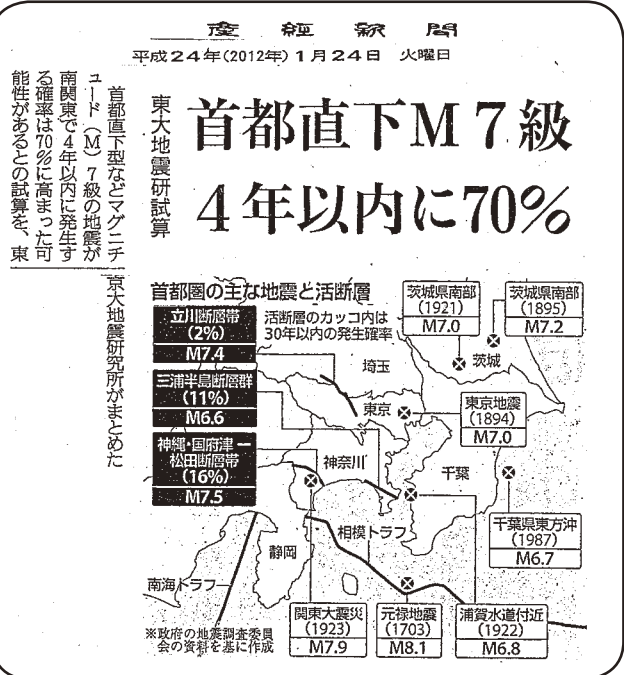 産經新聞
平成24年(2012年)1月24日 火曜日
首都直下M7級
4年以内に70%
東大地震研試算
首都直下型などマグニチ
ュード(M)7級の地震が
南関東で4年以内に発生す
る確率は70%に高まった可
能性があるとの試算を、東
京大地震研究所がまとめた
首都圏の主な地震と活断層
活断層のカッコ内は
30年以内の発生確率
立川断層帯
(2%)
M7.4
三浦半島断層群
(11%)
M6.6
神縄・国府津ー
松田断層帯
(16%)
M7.5
茨城県南部
(1921)
M7.0
茨城県南部
(1895)
M7.2
埼玉
茨城
東京
東京地震
(1894)
M7.0
神奈川
千葉
千葉県東方沖
(1987)
M6.7
相模トラフ
静岡
南海トラフ
関東大震災
(1923)
M7.9
元禄地震
(1703)
M8.1
浦賀水道付近
(1922)
M6.8
※政府の地震調査委員
会の資料を基に作成